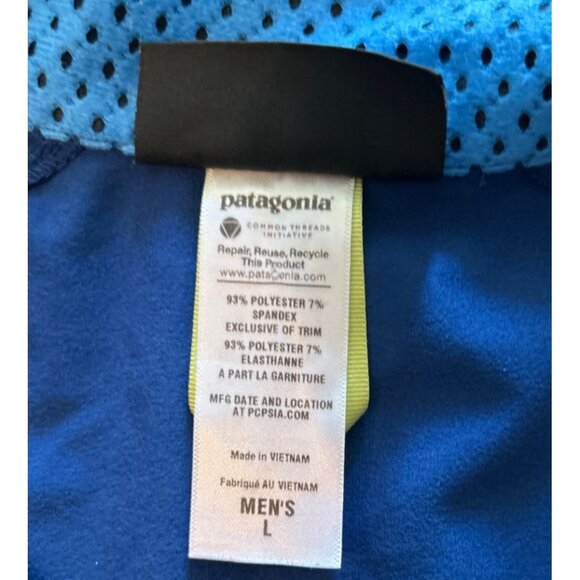 patagonia®
COMMON THREADS
INITIATIVE
Repair, Reuse, Recycle
This Product
www.patagonia.com
93% POLYESTER 7%
SPANDEX
EXCLUSIVE OF TRIM
93% POLYESTER 7%
ELASTHANNE
A PART LA GARNITURE
MFG DATE AND LOCATION
AT PCPSIA.COM
Made in VIETNAM
Fabriqué AU VIETNAM
MEN'S
L